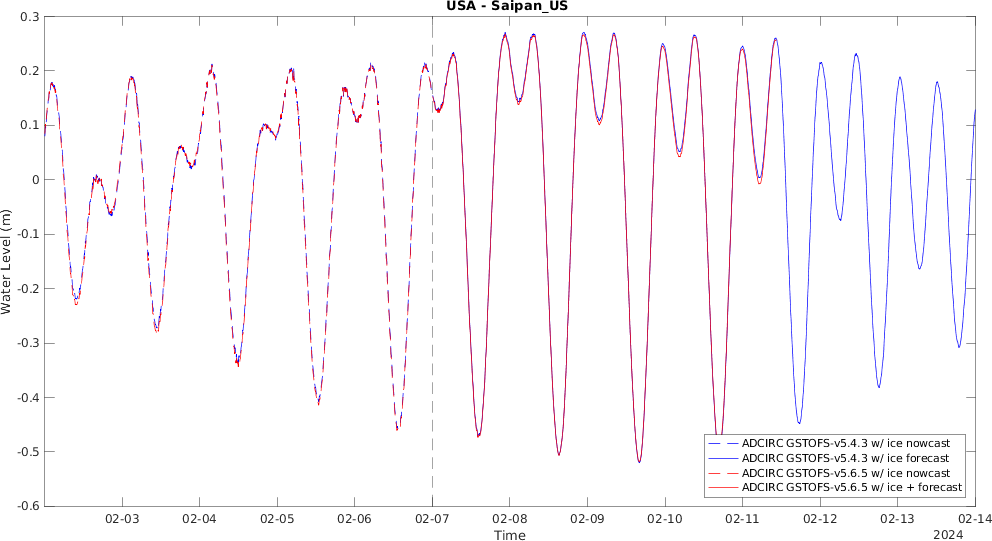 USA - Saipan_US
0.3
0.2
0.1
0
-0.1
-0.2
-0.3
-0.4
-0.5
-0.6
Water Level (m)
ADCIRC GSTOFS-v5.4.3 w/ ice nowcast
ADCIRC GSTOFS-v5.4.3 w/ ice forecast
ADCIRC GSTOFS-v5.6.5 w/ ice nowcast
ADCIRC GSTOFS-v5.6.5 w/ ice + forecast
02-03 02-04 02-05 02-06 02-07 02-08 02-09 02-10 02-11 02-12 02-13 02-14
Time
2024